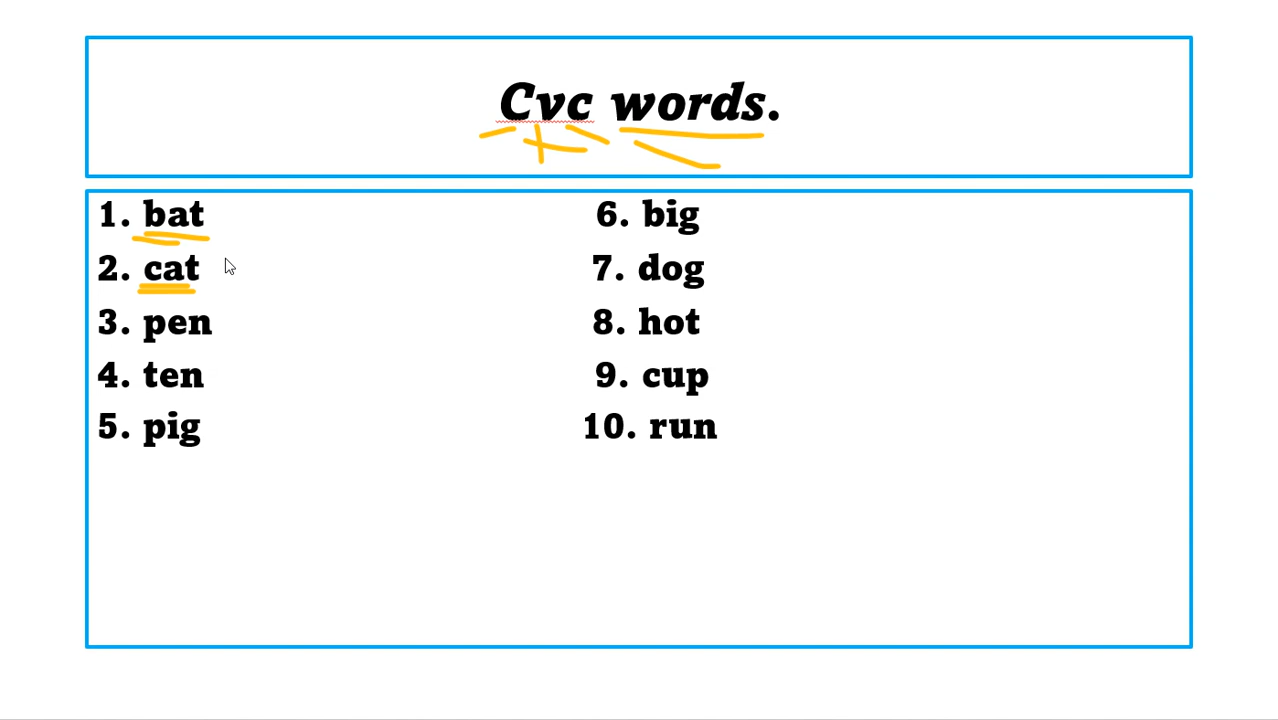 Cvc words.
1. bat
2. cat
3. pen
4. ten
5. pig
6. big
7. dog
8. hot
9. cup
10. run